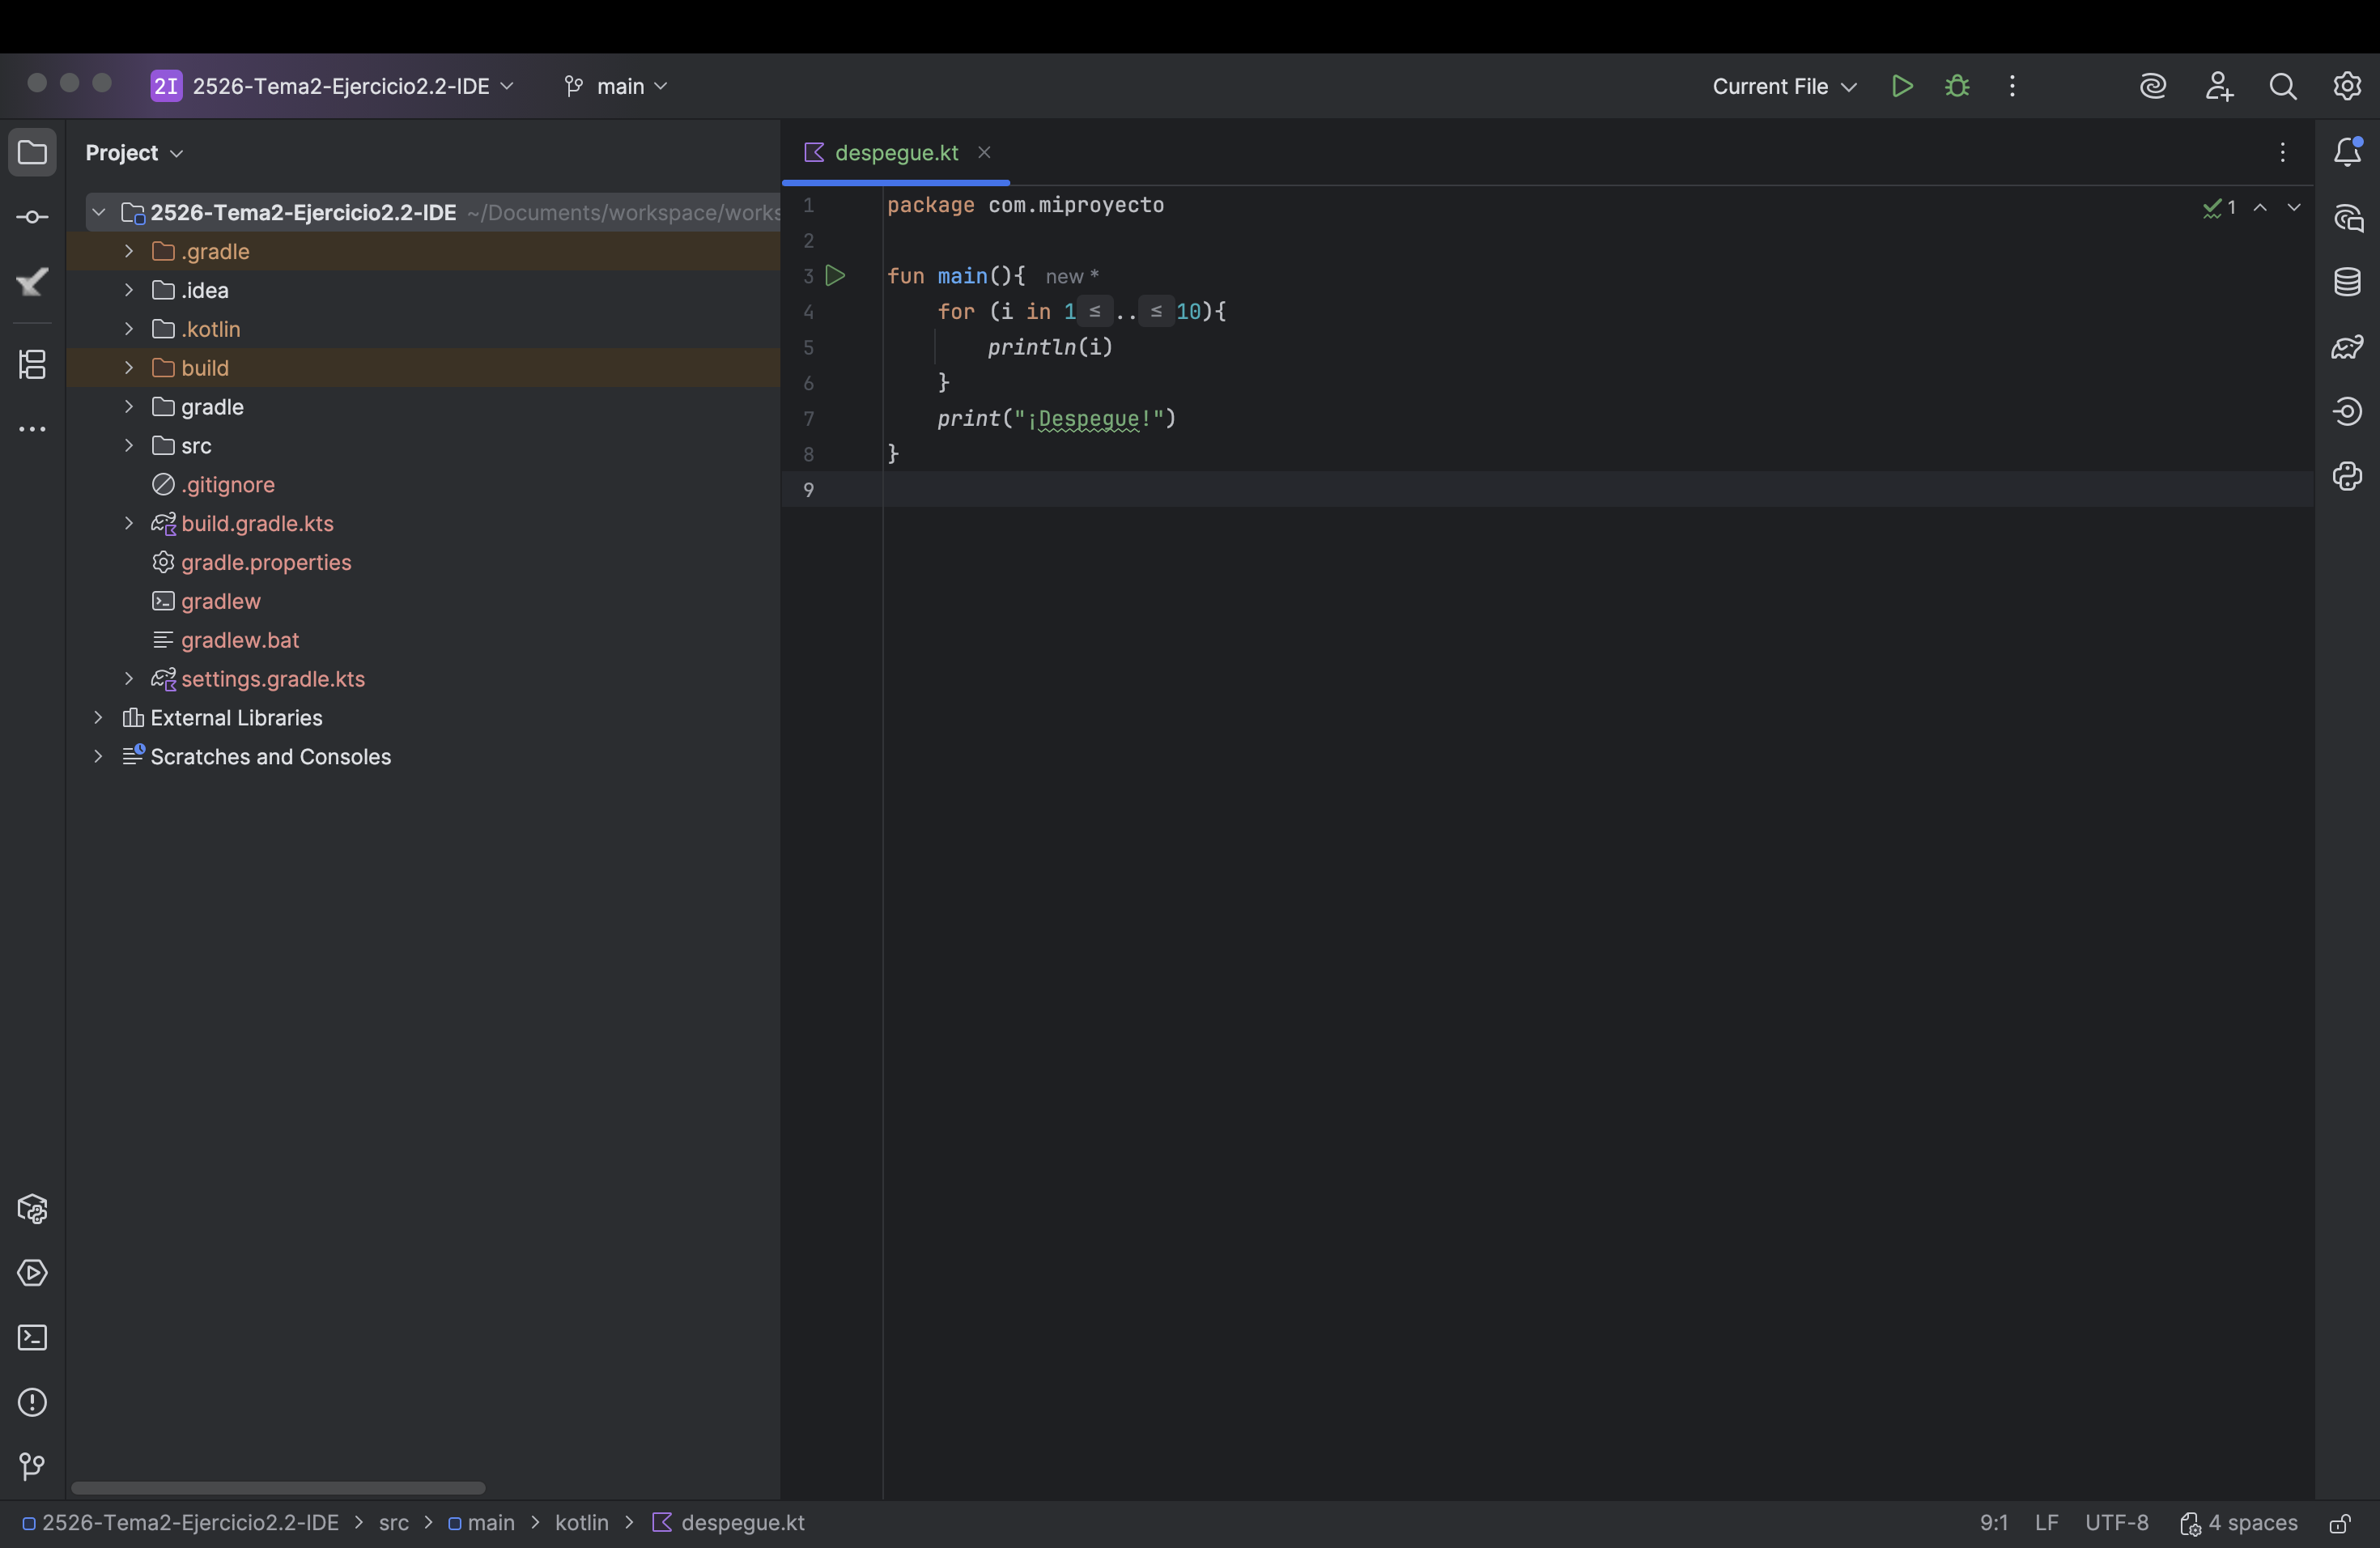 2I 2526-Tema2-Ejercicio2.2-IDE main Current File
Project
2526-Tema2-Ejercicio2.2-IDE ~/Documents/workspace/works
.gradle
.idea
.kotlin
build
gradle
src
.gitignore
build.gradle.kts
gradle.properties
gradlew
gradlew.bat
settings.gradle.kts
External Libraries
Scratches and Consoles
despegue.kt
1 package com.miproyecto
1
2
3 fun main(){ new *
4 for (i in 1 ≤ .. ≤ 10){
5 println(i)
6 }
7 print("¡Despegue!")
8 }
9
2526-Tema2-Ejercicio2.2-IDE > src > main > kotlin > despegue.kt
9:1 LF UTF-8 4 spaces